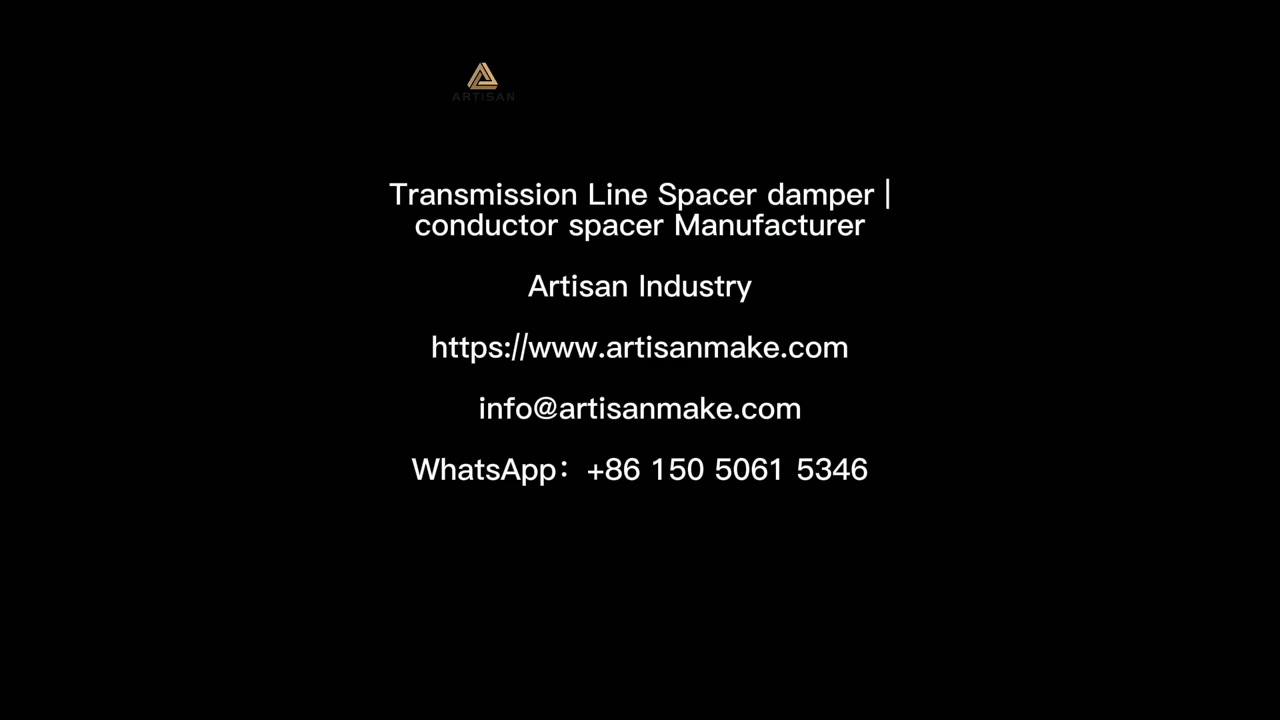 ARTISAN
Transmission Line Spacer damper |
conductor spacer Manufacturer
Artisan Industry
https://www.artisanmake.com
info@artisanmake.com
WhatsApp：+86 150 5061 5346